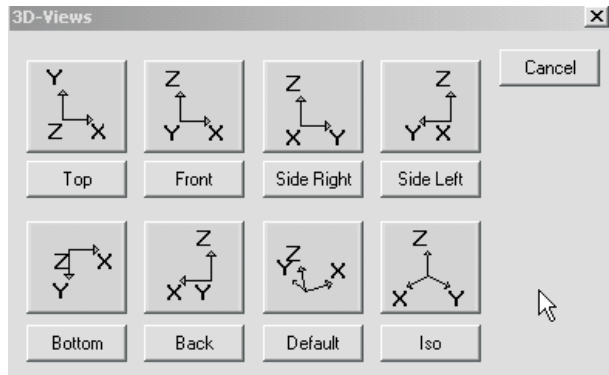 3D-Views
Cancel
Y
Z X
Z
Y X
Z
X Y
Z
Y X
Top Front Side Right Side Left
Z X
Y
Z
X Y
Z
Y X
Z
X Y
Bottom Back Default Iso